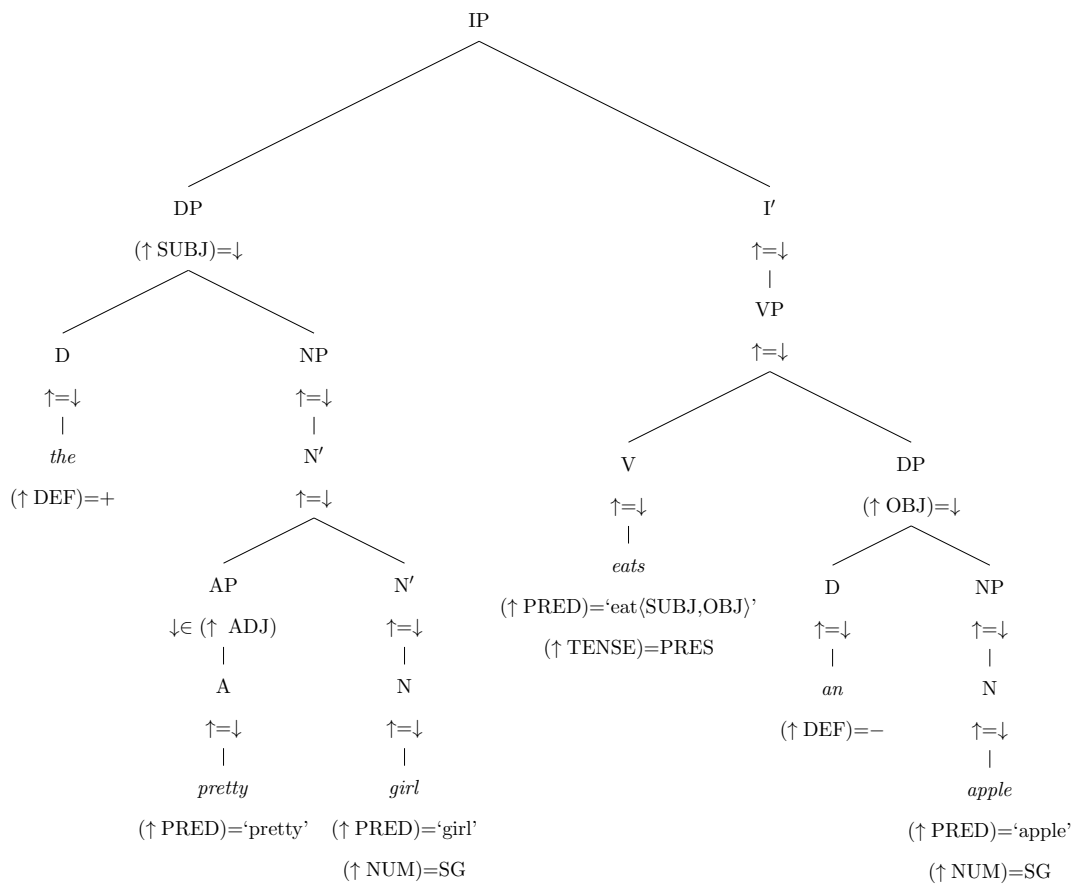 IP
DP I′
(↑ SUBJ)=↓ ↑=↓
VP
D NP ↑=↓
↑=↓ ↑=↓
the N′ V DP
(↑ DEF)=+ ↑=↓ ↑=↓ (↑ OBJ)=↓
eats
AP N′ (↑ PRED)=‘eat⟨SUBJ,OBJ⟩’ D NP
↓∈ (↑ ADJ) ↑=↓ (↑ TENSE)=PRES ↑=↓ ↑=↓
A N an N
↑=↓ ↑=↓ (↑ DEF)=− ↑=↓
pretty girl apple
(↑ PRED)=‘pretty’ (↑ PRED)=‘girl’ (↑ PRED)=‘apple’
(↑ NUM)=SG (↑ NUM)=SG